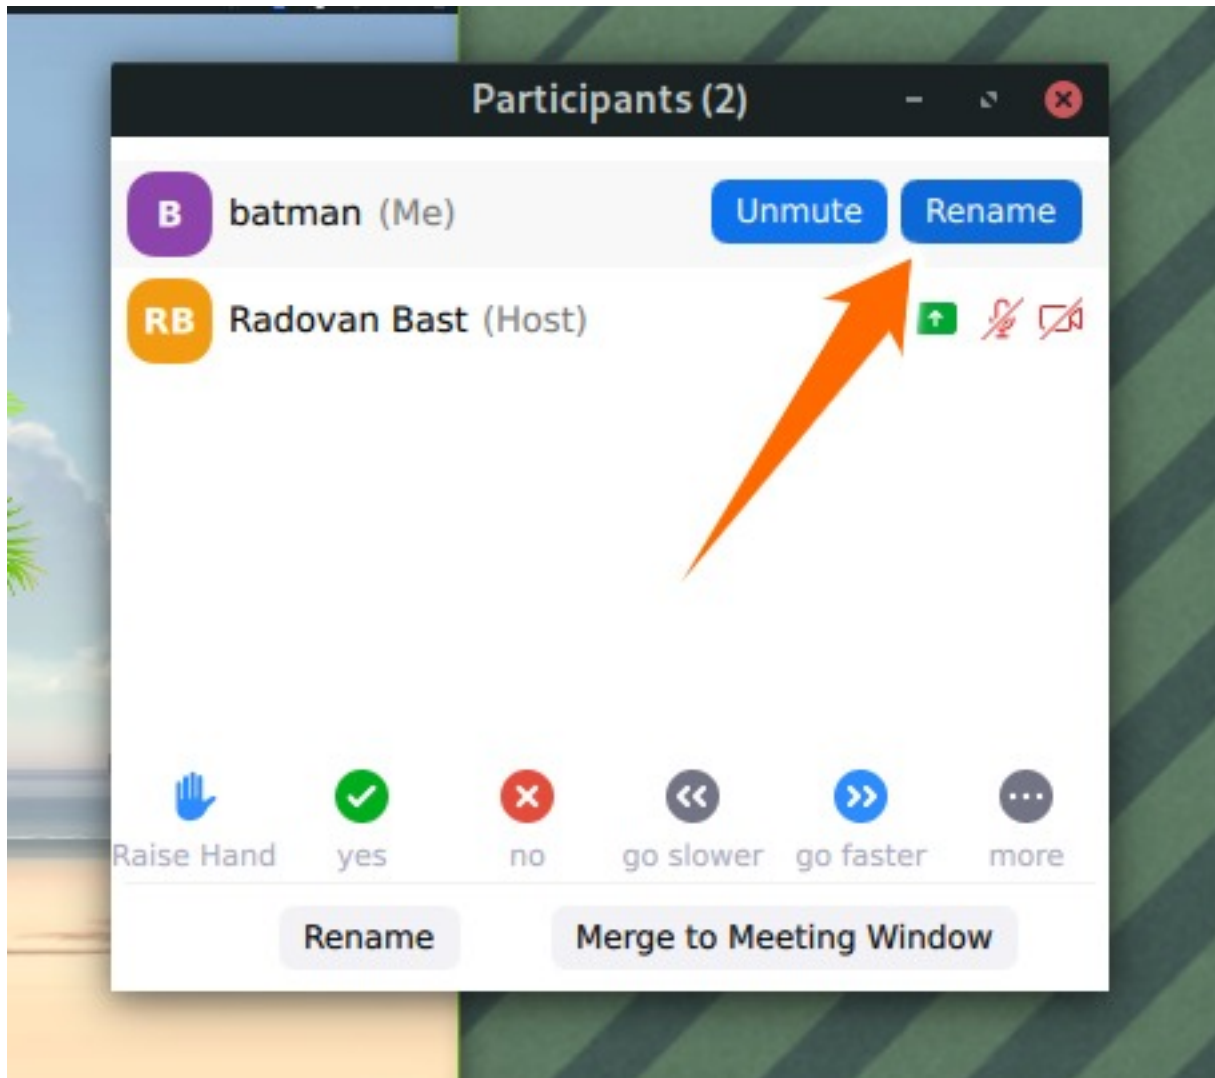 Participants (2)
B batman (Me) Unmute Rename
RB Radovan Bast (Host)
Raise Hand yes no go slower go faster more
Rename Merge to Meeting Window